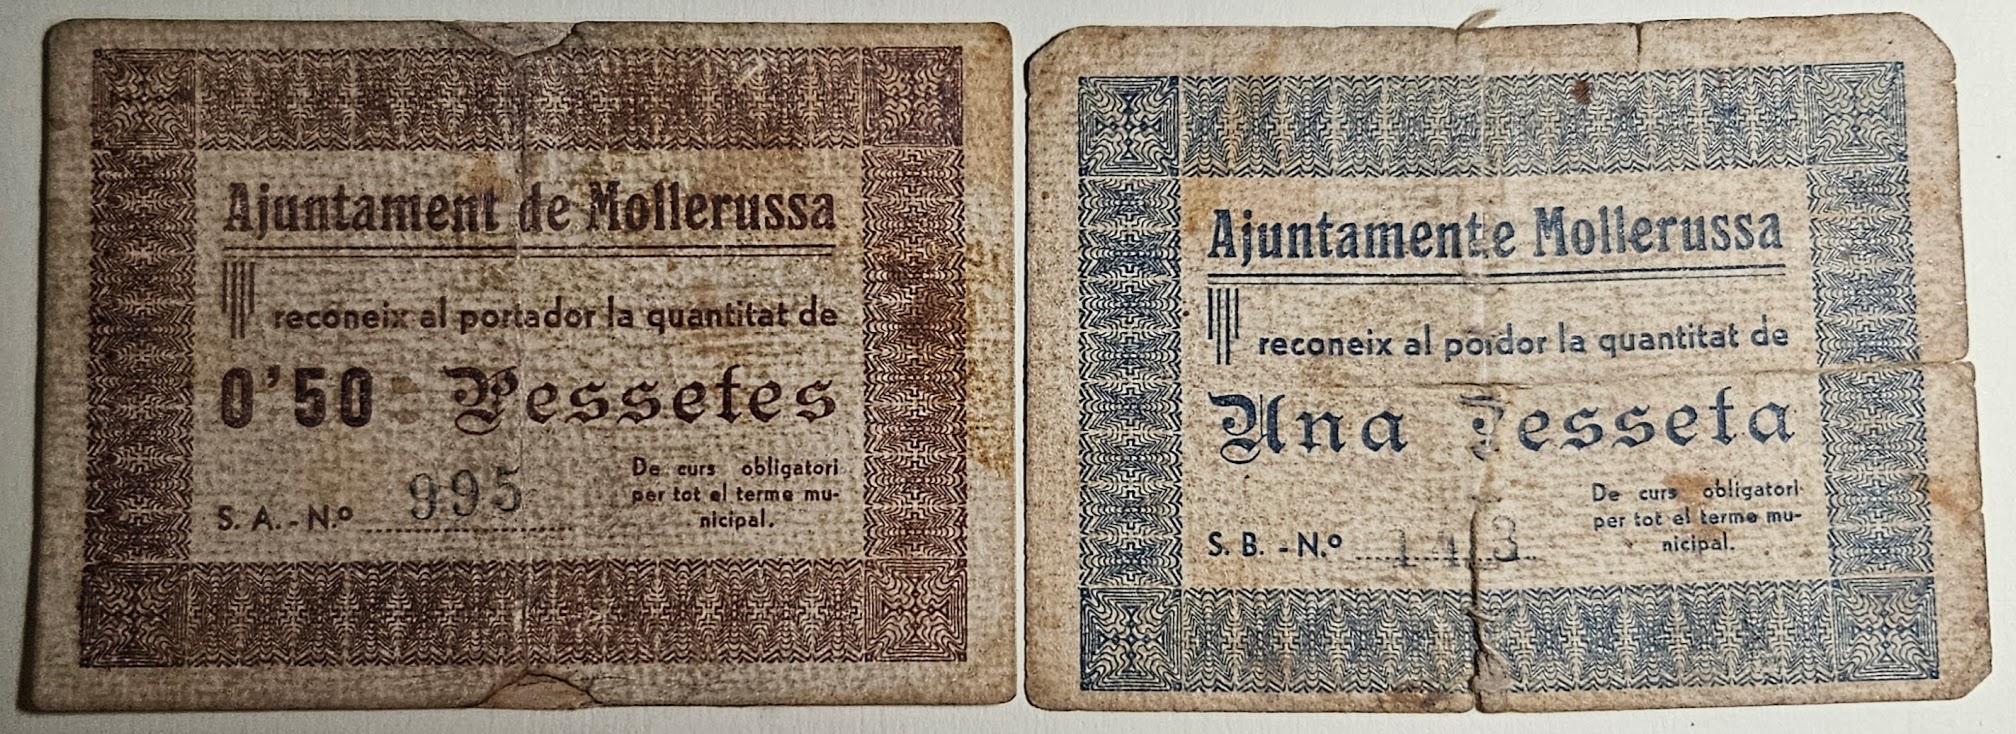 Ajuntament de Mollerussa
reconeix al portador la quantitat de
0'50 Pessetes
S. A. - N.º 995
De curs obligatori
per tot el terme mu-
nicipal.
Ajuntamente Mollerussa
reconeix al poidor la quantitat de
Una Pesseta
S. B. - N.º
De curs obligatori
per tot el terme mu-
nicipal.